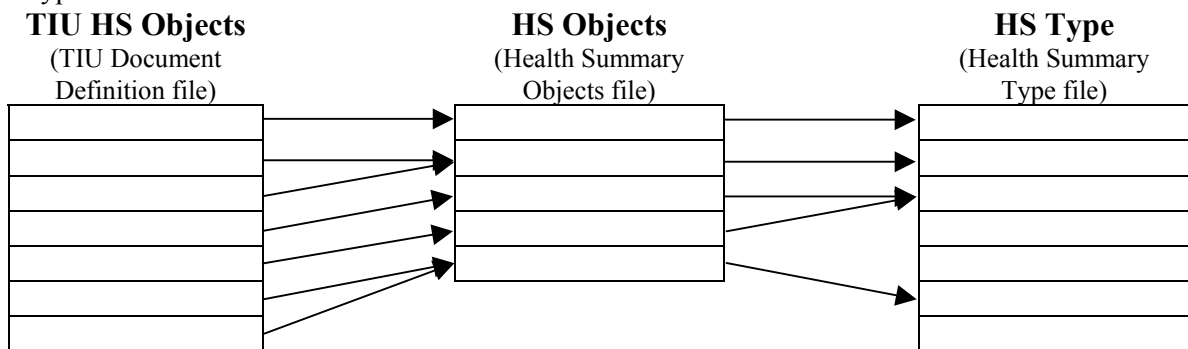 TIU HS Objects
(TIU Document
Definition file)
HS Objects
(Health Summary
Objects file)
HS Type
(Health Summary
Type file)